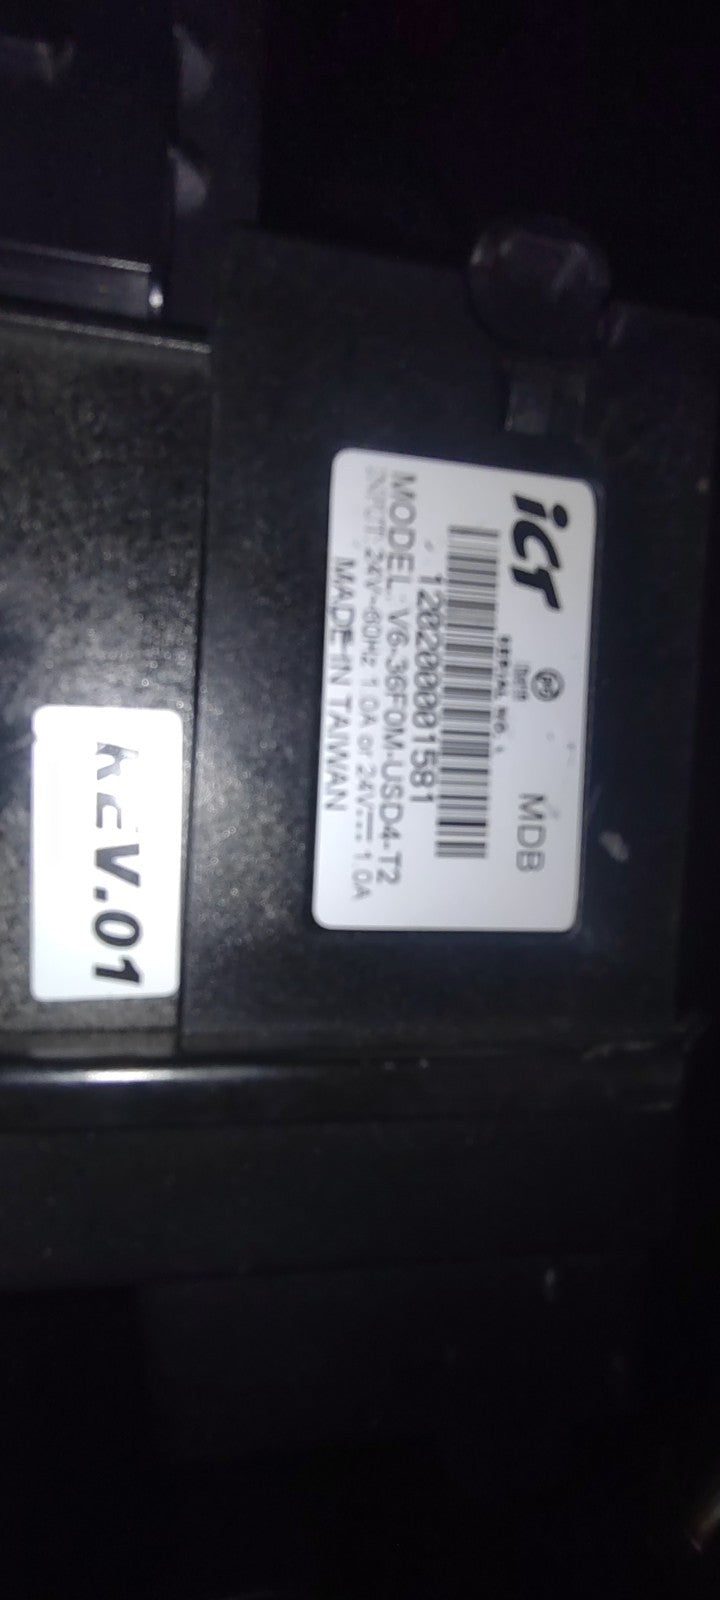 ICT
MDB
SERIAL NO.
120200001581
MODEL: V6-36F0M-USD4-T2
INPUT: 24V~60Hz 1.0A or 24V⎓ 1.0A
MADE IN TAIWAN
REV.01